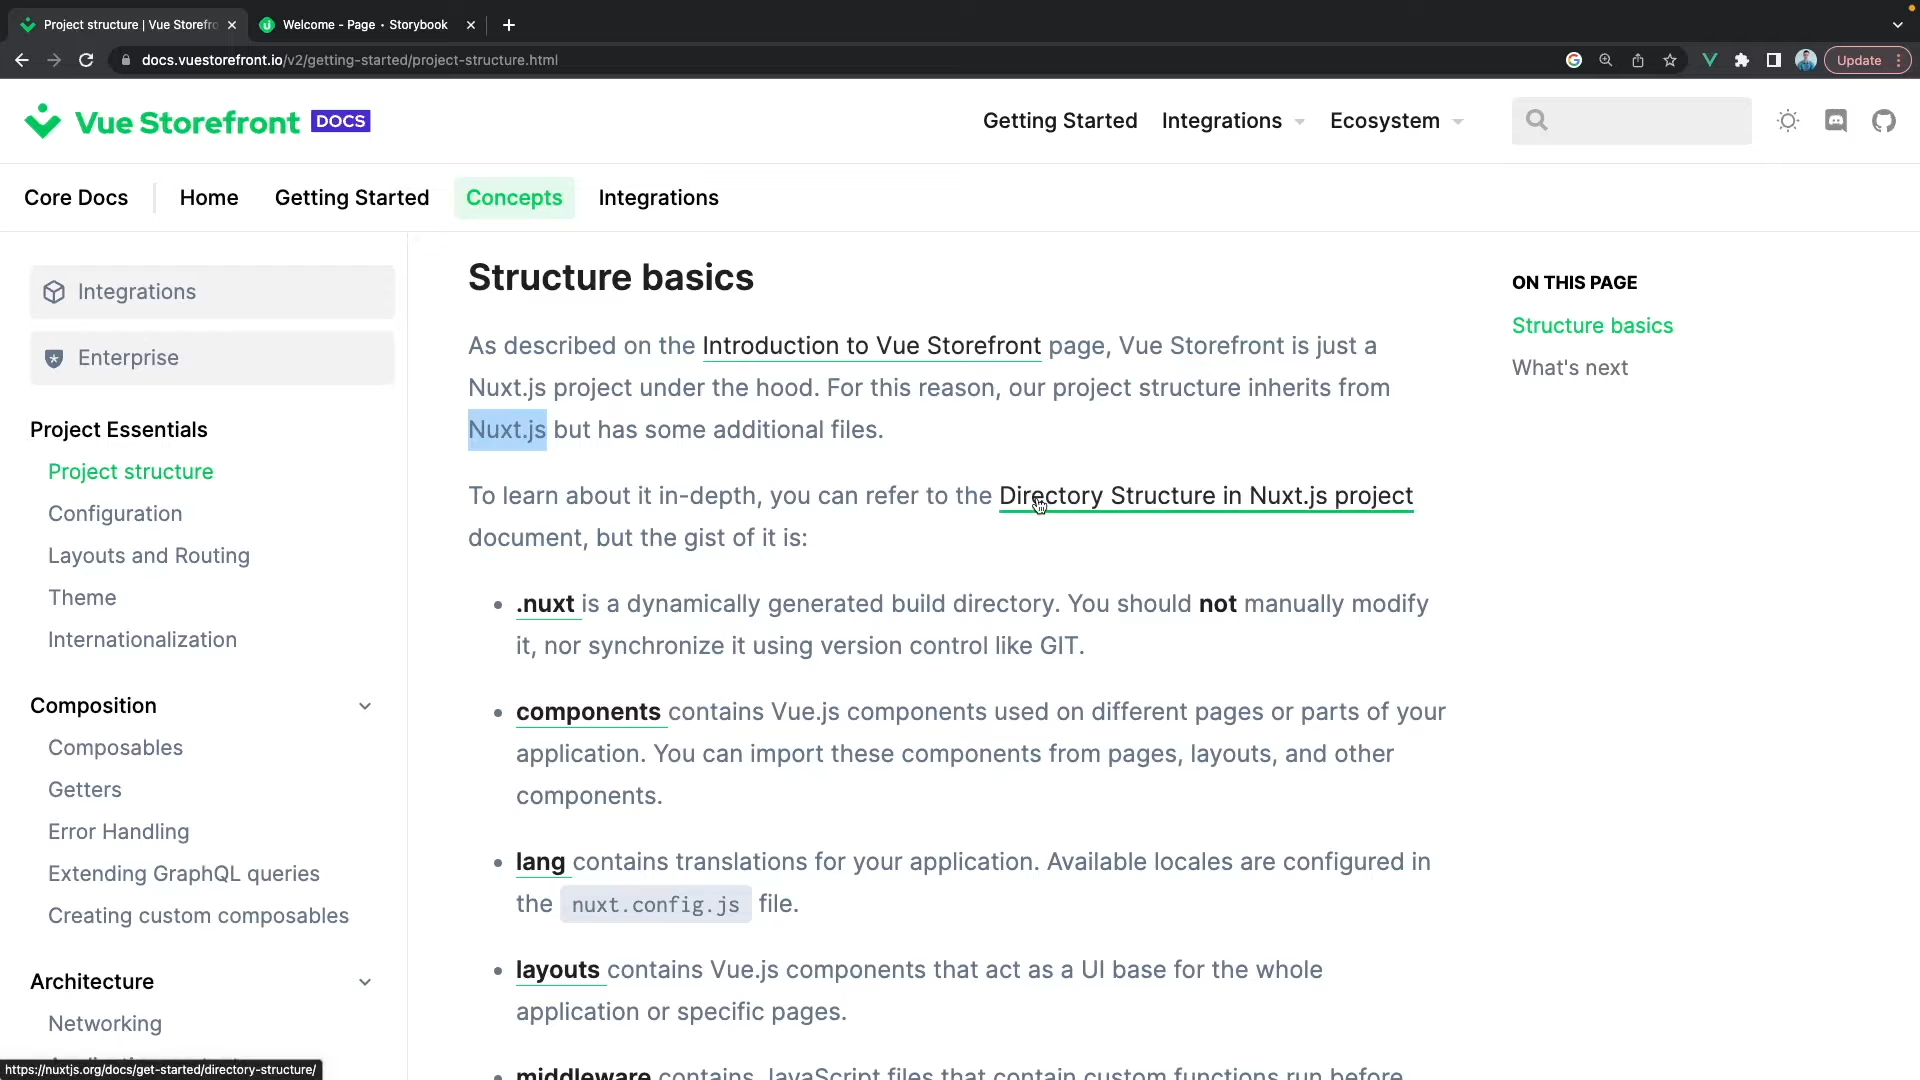 Project structure | Vue Storefro
Welcome - Page • Storybook
docs.vuestorefront.io/v2/getting-started/project-structure.html
Update
Vue Storefront DOCS
Getting Started
Integrations
Ecosystem
Core Docs
Home
Getting Started
Concepts
Integrations
Integrations
Enterprise
Project Essentials
Project structure
Configuration
Layouts and Routing
Theme
Internationalization
Composition
Composables
Getters
Error Handling
Extending GraphQL queries
Creating custom composables
Architecture
Networking
https://nuxtjs.org/docs/get-started/directory-structure/
Structure basics
As described on the Introduction to Vue Storefront page, Vue Storefront is just a
Nuxt.js project under the hood. For this reason, our project structure inherits from
Nuxt.js but has some additional files.
To learn about it in-depth, you can refer to the Directory Structure in Nuxt.js project
document, but the gist of it is:
• .nuxt is a dynamically generated build directory. You should not manually modify
it, nor synchronize it using version control like GIT.
• components contains Vue.js components used on different pages or parts of your
application. You can import these components from pages, layouts, and other
components.
• lang contains translations for your application. Available locales are configured in
the nuxt.config.js file.
• layouts contains Vue.js components that act as a UI base for the whole
application or specific pages.
• middleware contains JavaScript files that contain custom functions run before
ON THIS PAGE
Structure basics
What's next